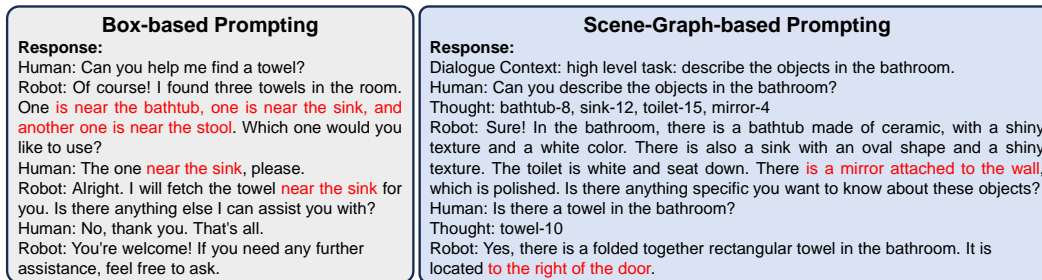 Box-based Prompting
Response:
Human: Can you help me find a towel?
Robot: Of course! I found three towels in the room.
One is near the bathtub, one is near the sink, and
another one is near the stool. Which one would you
like to use?
Human: The one near the sink, please.
Robot: Alright. I will fetch the towel near the sink for
you. Is there anything else I can assist you with?
Human: No, thank you. That's all.
Robot: You're welcome! If you need any further
assistance, feel free to ask.
Scene-Graph-based Prompting
Response:
Dialogue Context: high level task: describe the objects in the bathroom.
Human: Can you describe the objects in the bathroom?
Thought: bathtub-8, sink-12, toilet-15, mirror-4
Robot: Sure! In the bathroom, there is a bathtub made of ceramic, with a shiny
texture and a white color. There is also a sink with an oval shape and a shiny
texture. The toilet is white and seat down. There is a mirror attached to the wall,
which is polished. Is there anything specific you want to know about these objects?
Human: Is there a towel in the bathroom?
Thought: towel-10
Robot: Yes, there is a folded together rectangular towel in the bathroom. It is
located to the right of the door.